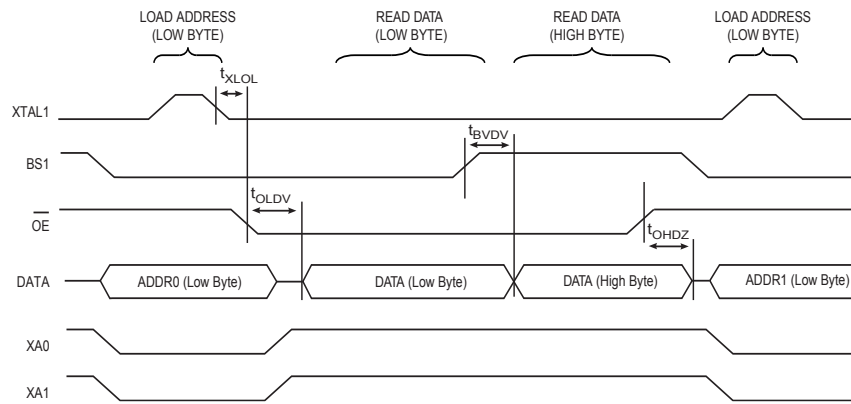 LOAD ADDRESS
(LOW BYTE)
READ DATA
(LOW BYTE)
READ DATA
(HIGH BYTE)
LOAD ADDRESS
(LOW BYTE)
tXLOL
XTAL1
tBVDV
BS1
tOLDV
OE
tOHDZ
DATA
ADDR0 (Low Byte)
DATA (Low Byte)
DATA (High Byte)
ADDR1 (Low Byte)
XA0
XA1